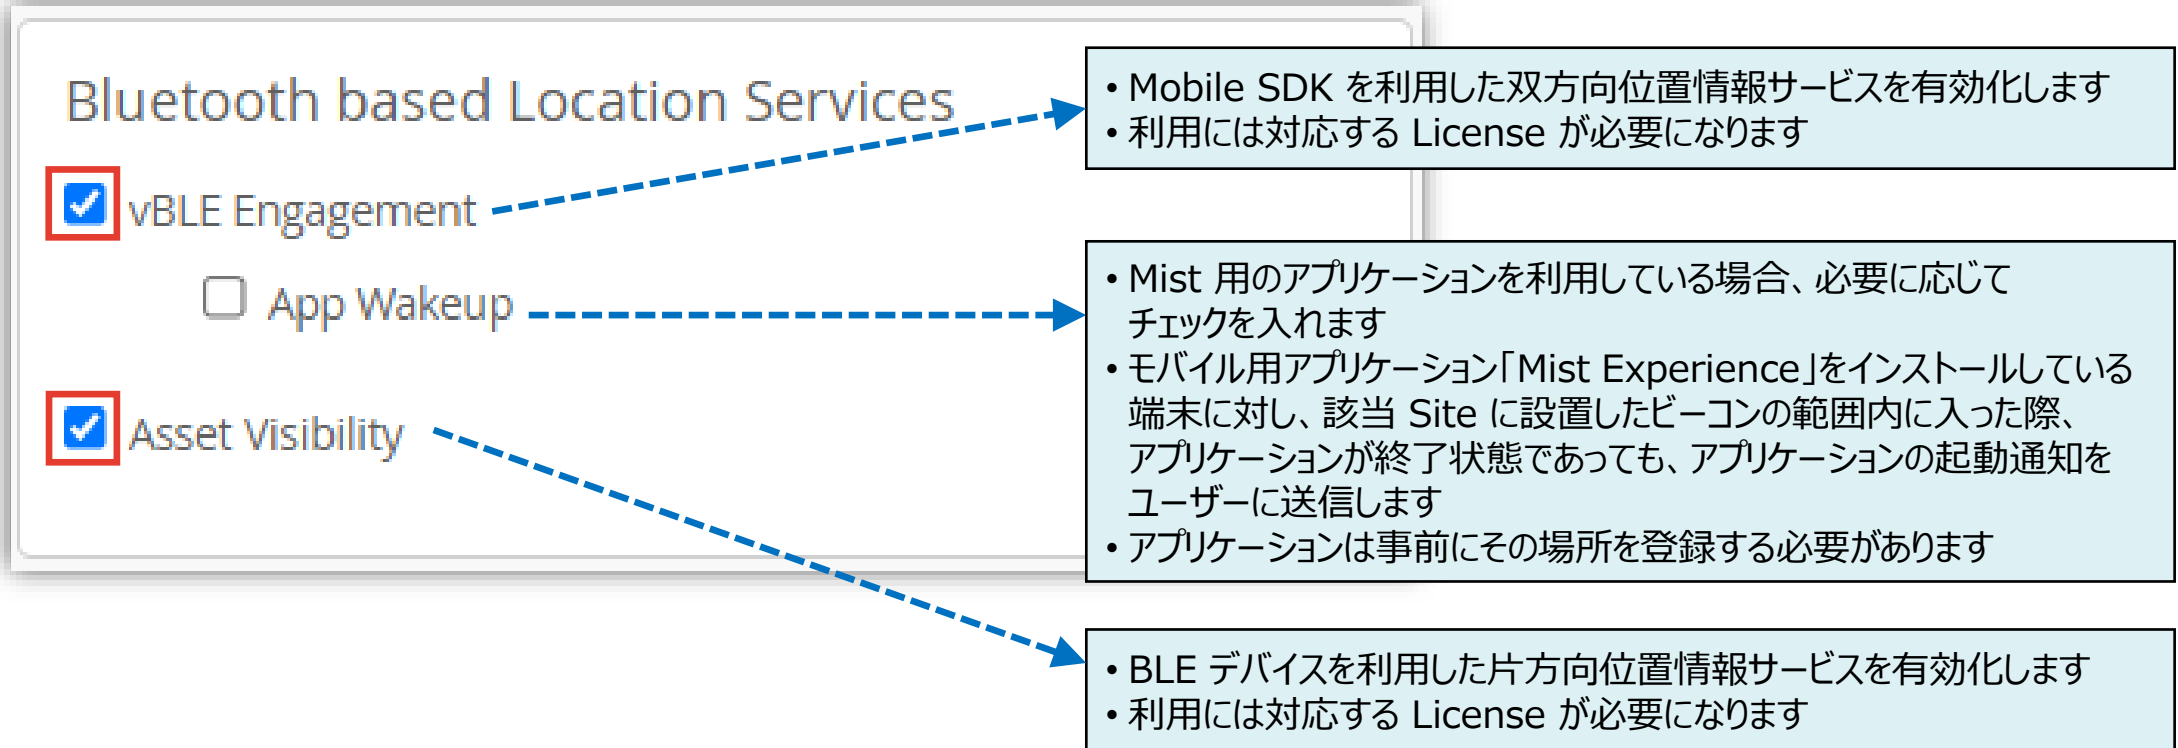 Bluetooth based Location Services
vBLE Engagement
App Wakeup
Asset Visibility
• Mobile SDK を利用した双方向位置情報サービスを有効化します
• 利用には対応する License が必要になります
• Mist 用のアプリケーションを利用している場合、必要に応じて
チェックを入れます
• モバイル用アプリケーション「Mist Experience」をインストールしている
端末に対し、該当 Site に設置したビーコンの範囲内に入った際、
アプリケーションが終了状態であっても、アプリケーションの起動通知を
ユーザーに送信します
• アプリケーションは事前にその場所を登録する必要があります
• BLE デバイスを利用した片方向位置情報サービスを有効化します
• 利用には対応する License が必要になります